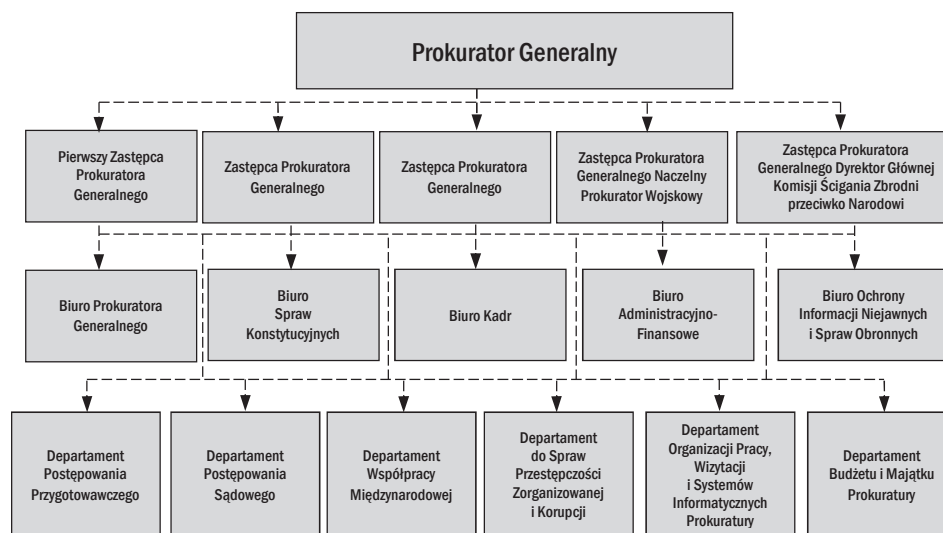 Prokurator Generalny
Pierwszy Zastępca
Prokuratora
Generalnego
Zastępca Prokuratora
Generalnego
Zastępca Prokuratora
Generalnego
Zastępca Prokuratora
Generalnego Naczelny
Prokurator Wojskowy
Zastępca Prokuratora
Generalnego Dyrektor Głównej
Komisji Ścigania Zbrodni
przeciwko Narodowi
Biuro Prokuratora
Generalnego
Biuro
Spraw
Konstytucyjnych
Biuro Kadr
Biuro
Administracyjno-
Finansowe
Biuro Ochrony
Informacji Niejawnych
i Spraw Obronnych
Departament
Postępowania
Przygotowawczego
Departament
Postępowania
Sądowego
Departament
Współpracy
Międzynarodowej
Departament
do Spraw
Przestępczości
Zorganizowanej
i Korupcji
Departament
Organizacji Pracy,
Wizytacji
i Systemów
Informatycznych
Prokuratury
Departament
Budżetu i Majątku
Prokuratury